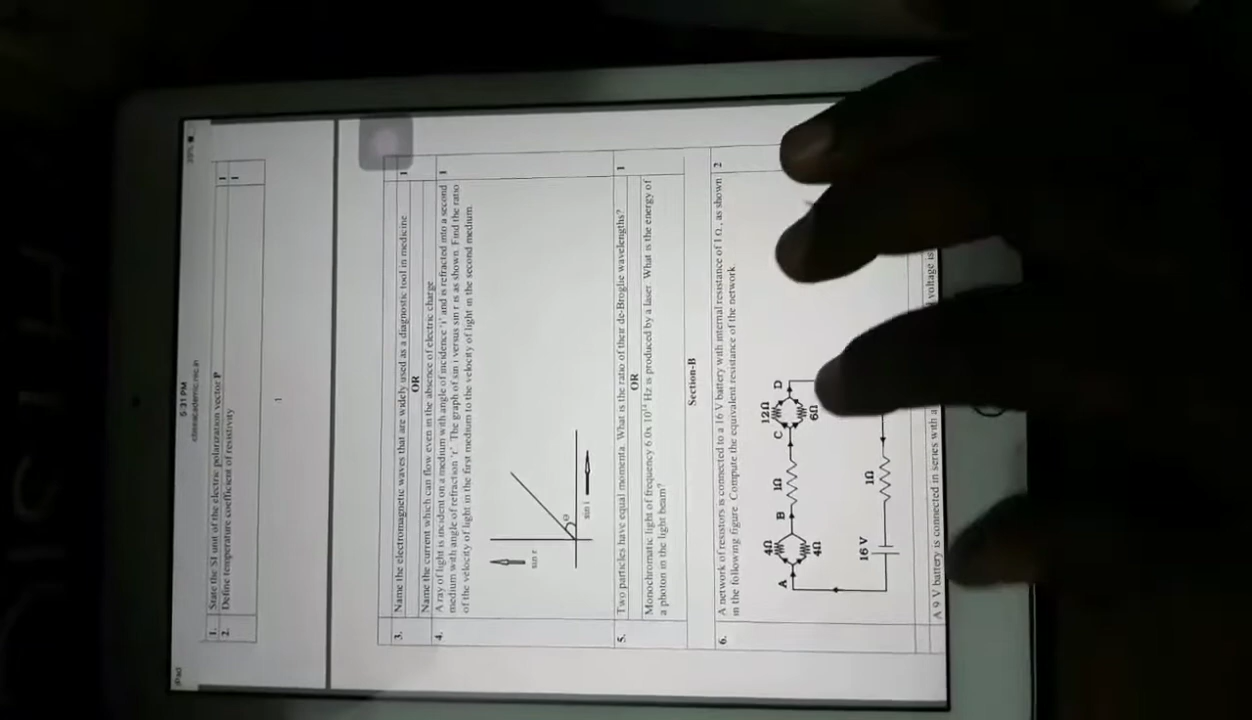 iPad
5:31 PM
cbseacademic.nic.in
39%
1. State the SI unit of the electric polarization vector P 1
2. Define temperature coefficient of resistivity 1
1
3. Name the electromagnetic waves that are widely used as a diagnostic tool in medicine 1
OR
Name the current which can flow even in the absence of electric charge
4. A ray of light is incident on a medium with angle of incidence 'i' and is refracted into a second 1
medium with angle of refraction 'r'. The graph of sin i versus sin r is as shown. Find the ratio
of the velocity of light in the first medium to the velocity of light in the second medium.
sin r
Θ
sin i
5. Two particles have equal momenta. What is the ratio of their de-Broglie wavelengths? 1
OR
Monochromatic light of frequency 6.0x 10¹⁴ Hz is produced by a laser. What is the energy of
a photon in the light beam?
Section-B
6. A network of resistors is connected to a 16 V battery with internal resistance of 1Ω, as shown 2
in the following figure. Compute the equivalent resistance of the network.
4Ω 12Ω
A B 1Ω C D
4Ω 6Ω
16 V 1Ω
A 9 V battery is connected in series with a
voltage is